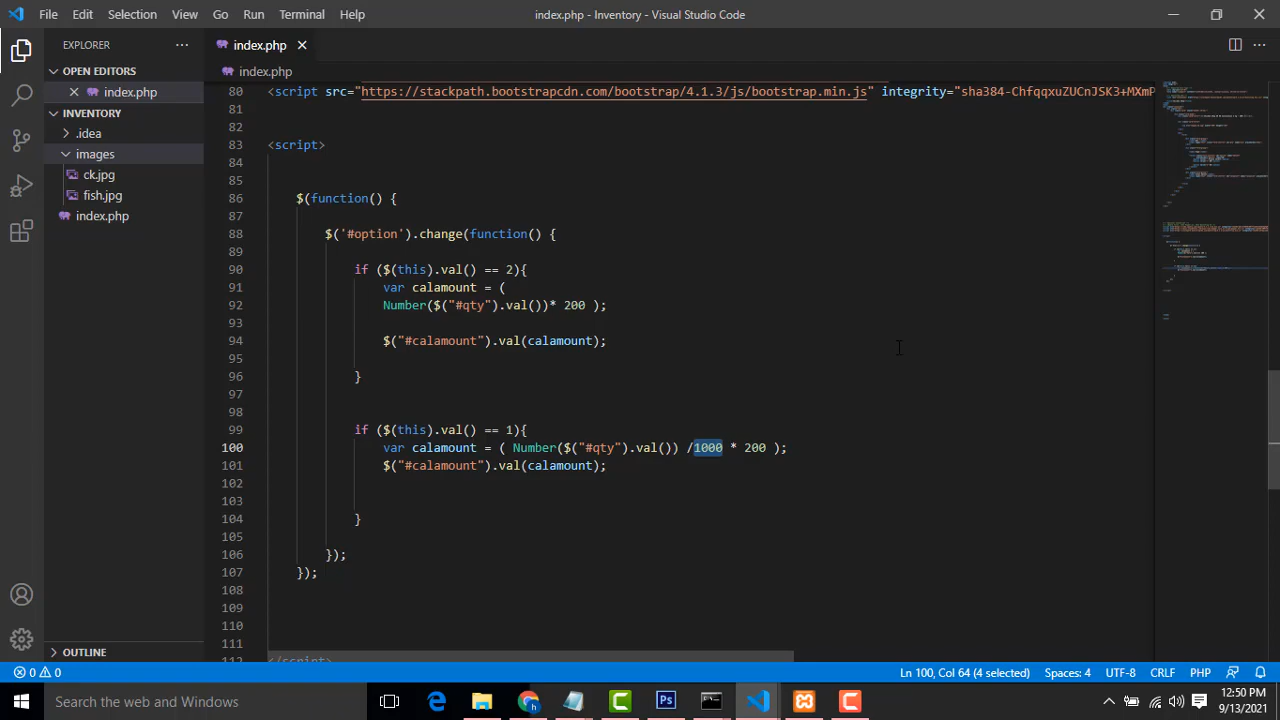 File Edit Selection View Go Run Terminal Help
index.php - Inventory - Visual Studio Code
EXPLORER
OPEN EDITORS
index.php
INVENTORY
.idea
images
ck.jpg
fish.jpg
index.php
OUTLINE
index.php
index.php
80 <script src="https://stackpath.bootstrapcdn.com/bootstrap/4.1.3/js/bootstrap.min.js" integrity="sha384-ChfqqxuZUCnJSK3+MXmP
81
82
83 <script>
84
85
86 $(function() {
87
88 $('#option').change(function() {
89
90 if ($(this).val() == 2){
91 var calamount = (
92 Number($("#qty").val())* 200 );
93
94 $("#calamount").val(calamount);
95
96 }
97
98
99 if ($(this).val() == 1){
100 var calamount = ( Number($("#qty").val()) /1000 * 200 );
101 $("#calamount").val(calamount);
102
103
104 }
105
106 });
107 });
108
109
110
111
112 </script>
0 0
Ln 100, Col 64 (4 selected) Spaces: 4 UTF-8 CRLF PHP
Search the web and Windows
12:50 PM
9/13/2021